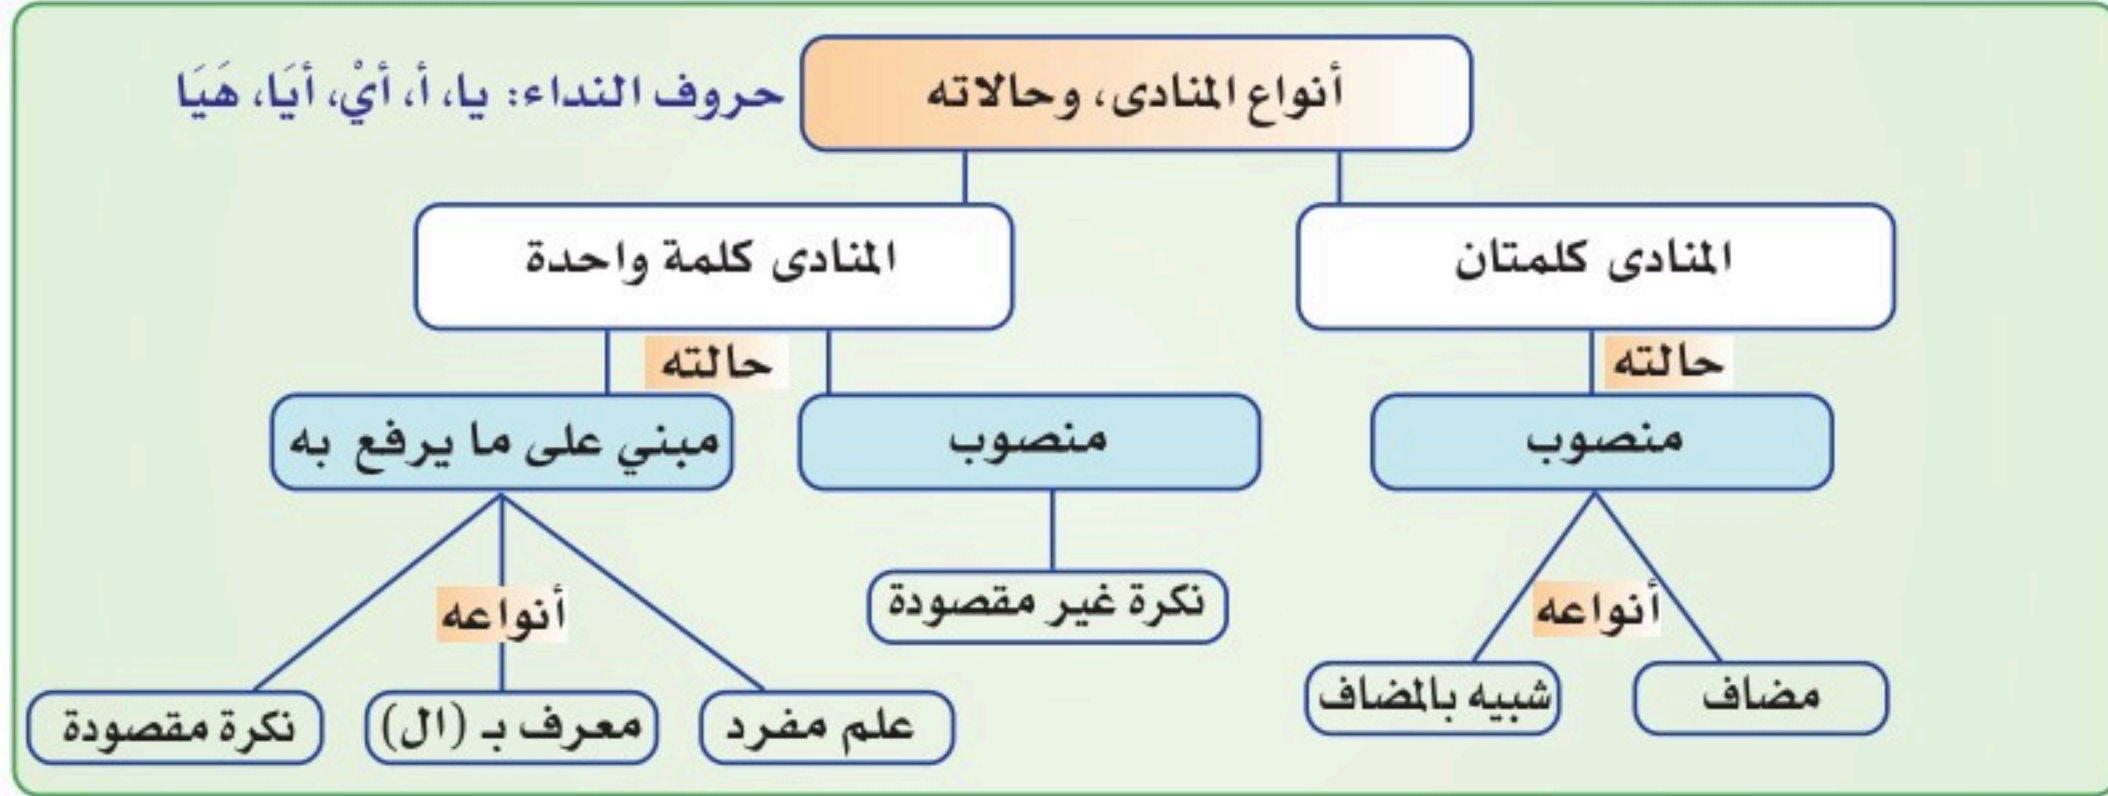 أنواع المنادى، وحالاته
حروف النداء: يا، أ، أيْ، أيَا، هَيَا
المنادى كلمتان
المنادى كلمة واحدة
حالته
حالته
منصوب
منصوب
مبني على ما يرفع به
أنواعه
نكرة غير مقصودة
أنواعه
مضاف
شبيه بالمضاف
علم مفرد
معرف بـ (ال)
نكرة مقصودة